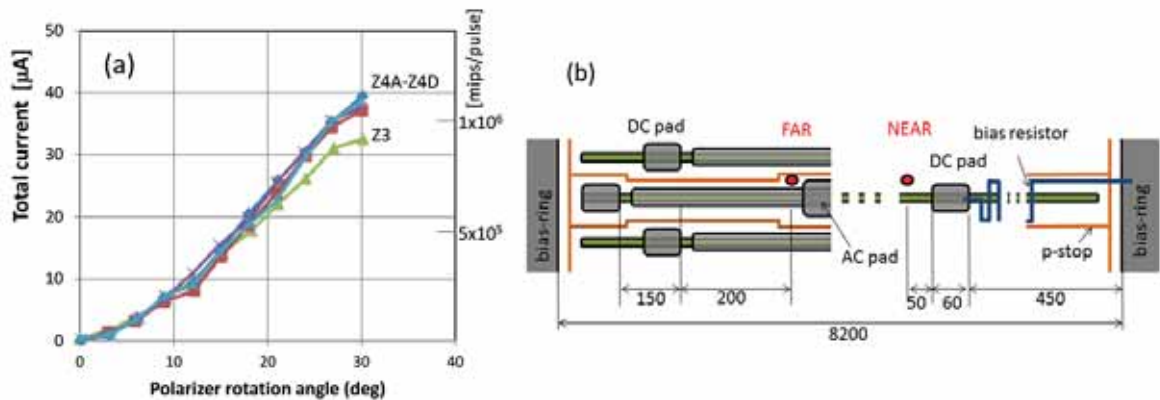 (a)
Total current [μA]
50
40
30
20
10
0
0
10
20
30
40
Polarizer rotation angle (deg)
[mips/pulse]
1x10⁶
5x10⁵
Z4A-Z4D
Z3
(b)
DC pad
FAR
NEAR
bias resistor
DC pad
bias-ring
bias-ring
AC pad
p-stop
150
200
50
60
450
8200